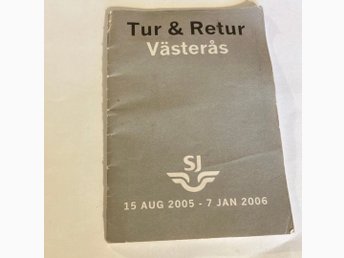 Tur & Retur
Västerås
SJ
15 AUG 2005 - 7 JAN 2006